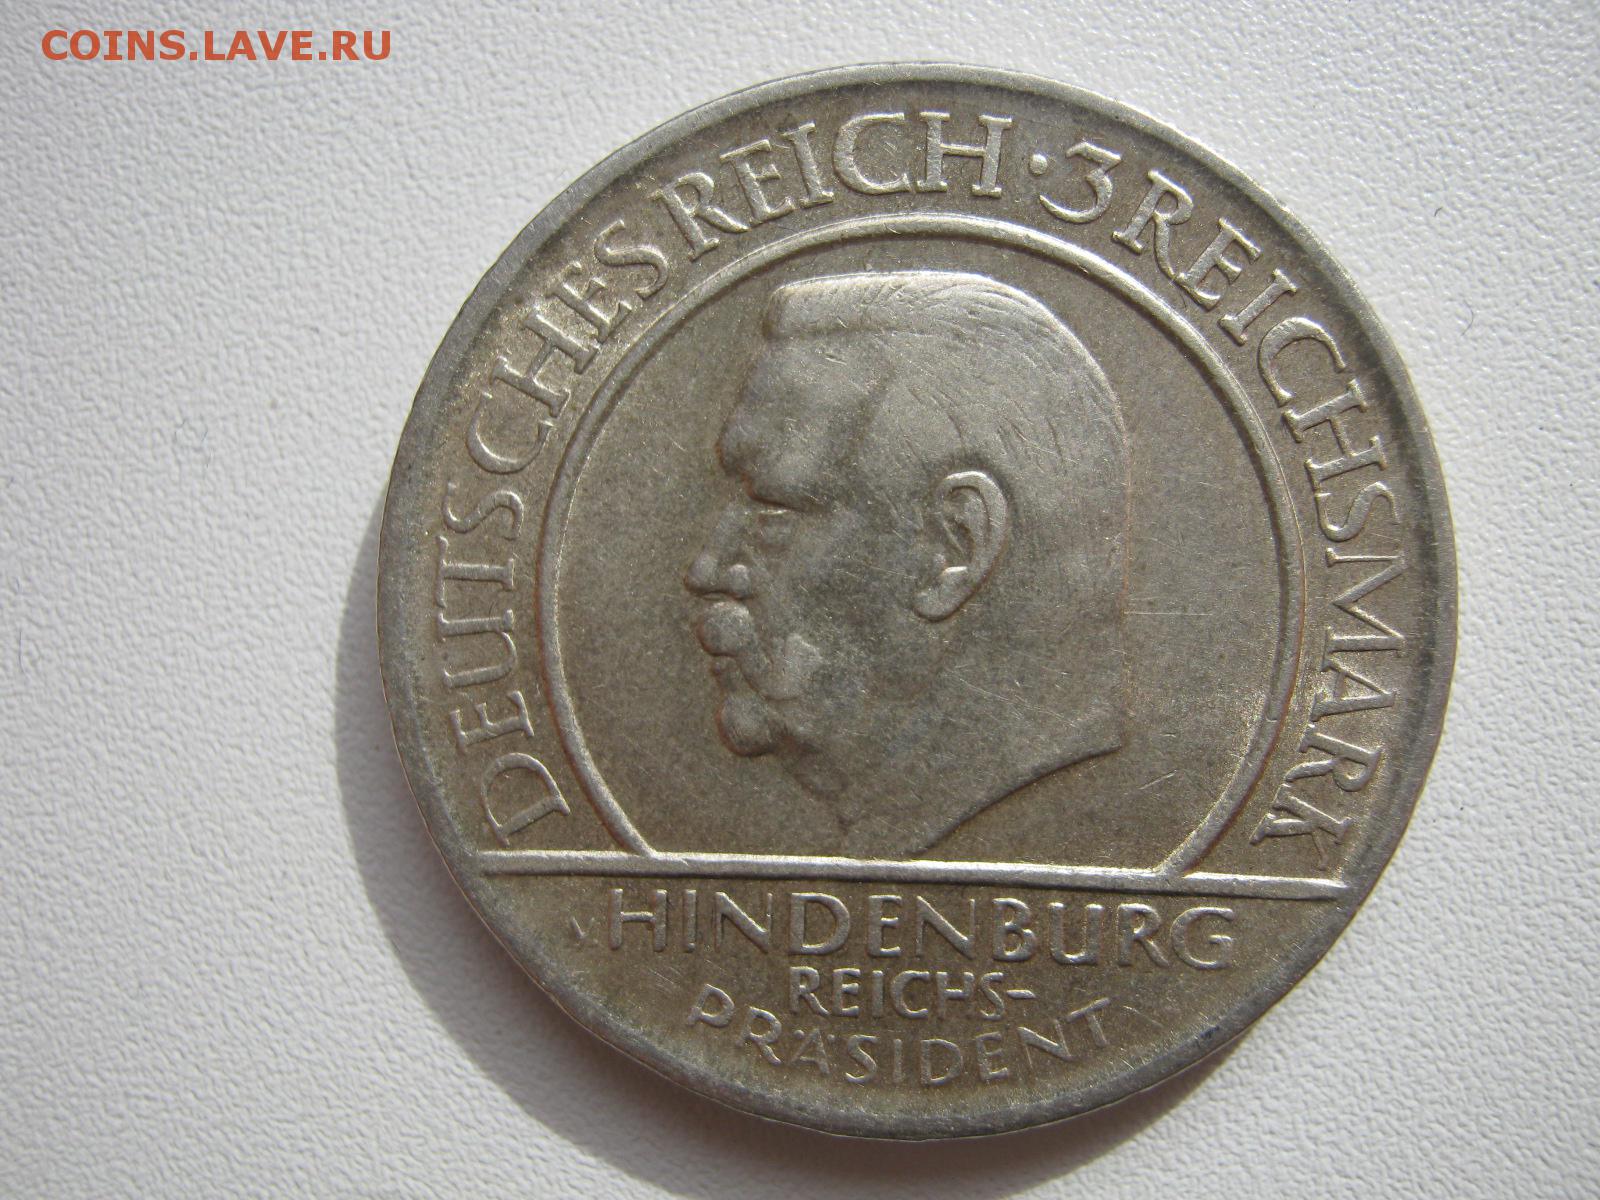 COINS.LAVE.RU
DEUTSCHES REICH · 3 REICHSMARK
V HINDENBURG
REICHS-
PRÄSIDENT